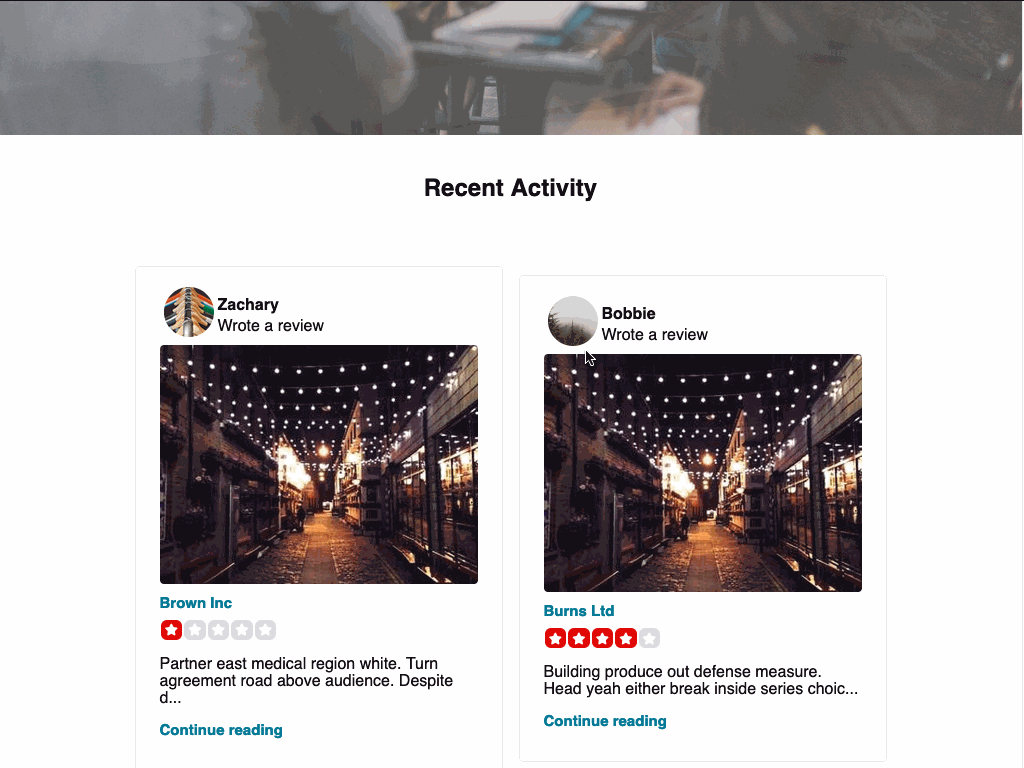 Recent Activity
Zachary
Wrote a review
Brown Inc
Partner east medical region white. Turn
agreement road above audience. Despite
d...
Continue reading
Bobbie
Wrote a review
Burns Ltd
Building produce out defense measure.
Head yeah either break inside series choic...
Continue reading